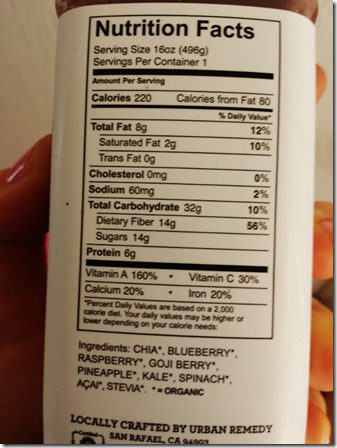 Nutrition Facts
Serving Size 16oz (496g)
Servings Per Container 1
Amount Per Serving
Calories 220 Calories from Fat 80
% Daily Value*
Total Fat 8g 12%
Saturated Fat 2g 10%
Trans Fat 0g
Cholesterol 0mg 0%
Sodium 60mg 2%
Total Carbohydrate 32g 10%
Dietary Fiber 14g 56%
Sugars 14g
Protein 6g
Vitamin A 160% • Vitamin C 30%
Calcium 20% • Iron 20%
*Percent Daily Values are based on a 2,000
calorie diet. Your daily values may be higher or
lower depending on your calorie needs:
Ingredients: CHIA*, BLUEBERRY*,
RASPBERRY*, GOJI BERRY*,
PINEAPPLE*, KALE*, SPINACH*,
AÇAI*, STEVIA*. * = ORGANIC
LOCALLY CRAFTED BY URBAN REMEDY
SAN RAFAEL, CA 94903